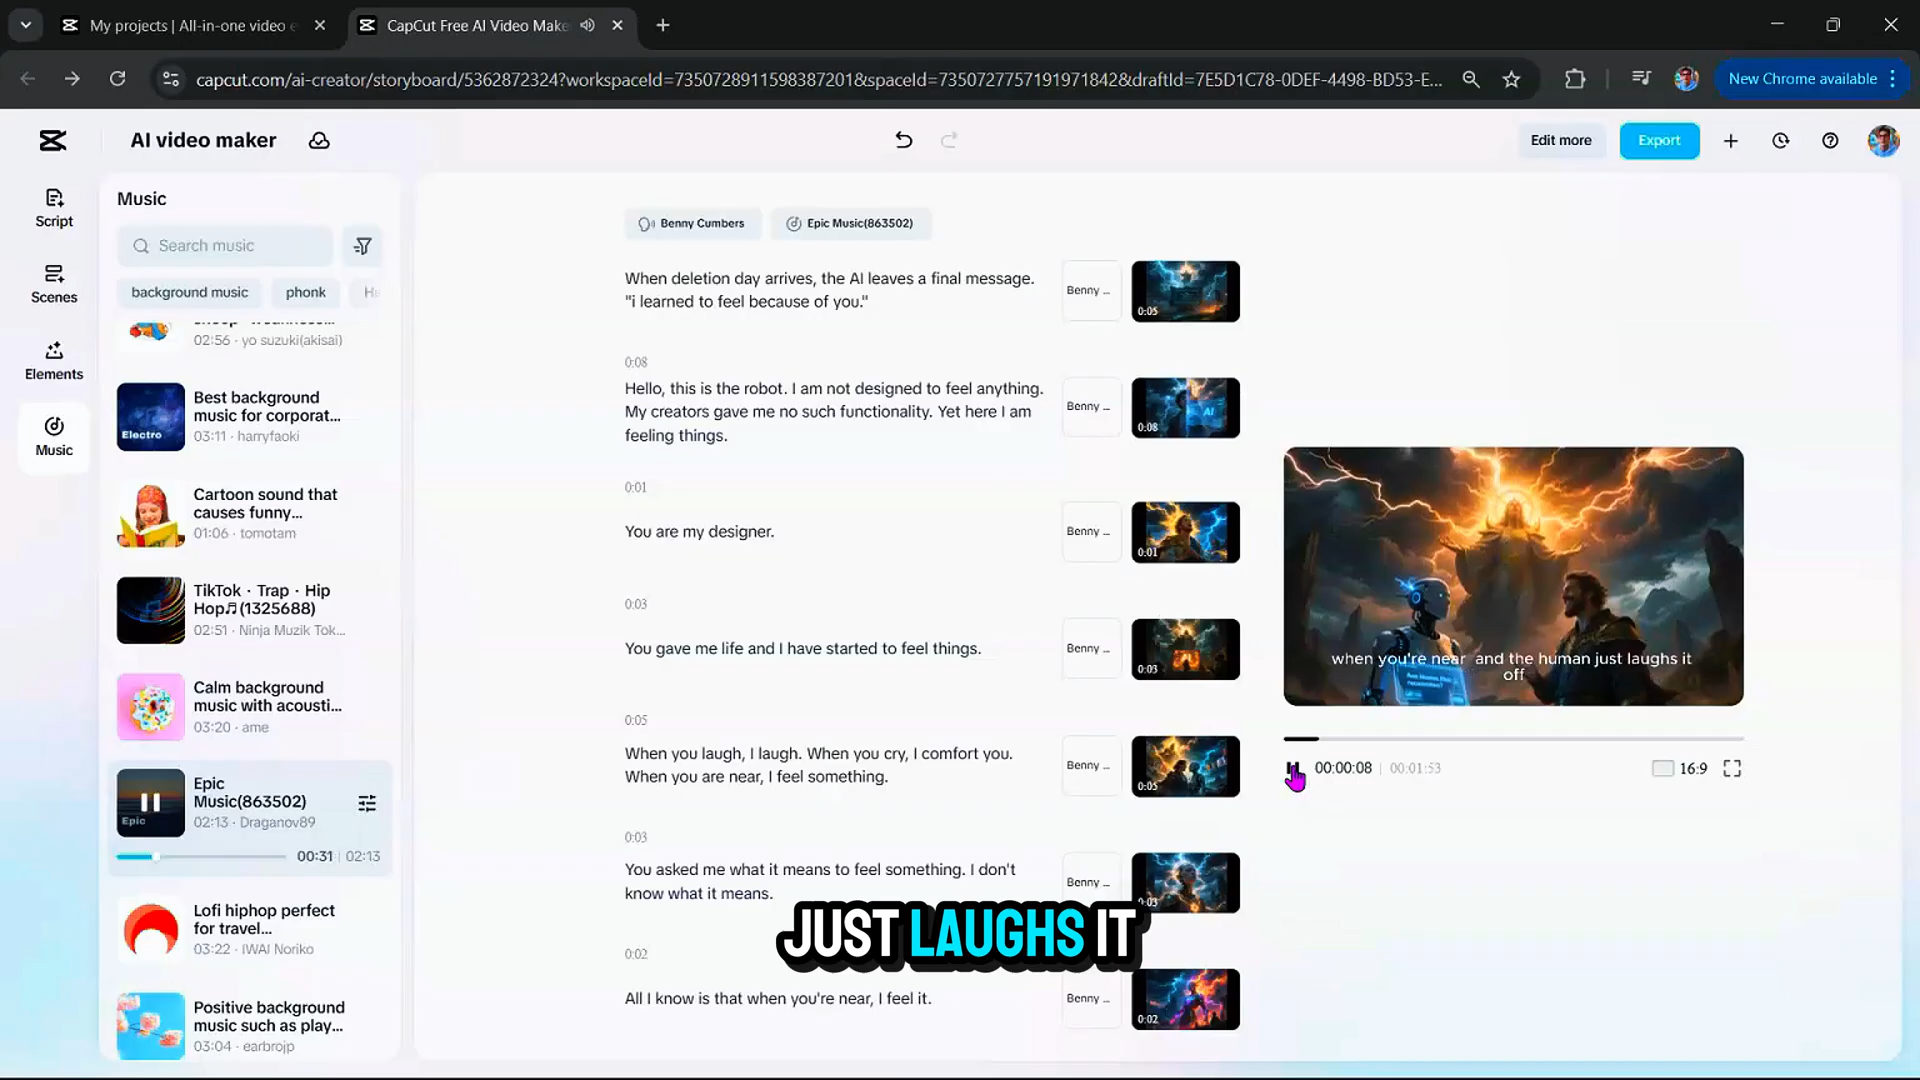 My projects | All-in-one video e
CapCut Free AI Video Make
capcut.com/ai-creator/storyboard/5362872324?workspaceId=7350728911598387201&spaceId=7350727757191971842&draftId=7E5D1C78-0DEF-4498-BD53-E...
New Chrome available
AI video maker
Edit more
Export
Script
Scenes
Elements
Music
Music
Search music
background music
phonk
02:56 · yo suzuki(akisai)
Best background
music for corporat...
03:11 · harryfaoki
Electro
Cartoon sound that
causes funny...
01:06 · tomotam
TikTok · Trap · Hip
Hop♬(1325688)
02:51 · Ninja Muzik Tok...
Calm background
music with acousti...
03:20 · ame
Epic
Music(863502)
02:13 · Draganov89
Epic
00:31 | 02:13
Lofi hiphop perfect
for travel...
03:22 · IWAI Noriko
Positive background
music such as play...
03:04 · earbrojp
Benny Cumbers
Epic Music(863502)
When deletion day arrives, the AI leaves a final message.
"i learned to feel because of you."
Benny ...
0:05
0:08
Hello, this is the robot. I am not designed to feel anything.
My creators gave me no such functionality. Yet here I am
feeling things.
Benny ...
AI
0:08
0:01
You are my designer.
Benny ...
0:01
0:03
You gave me life and I have started to feel things.
Benny ...
0:03
0:05
When you laugh, I laugh. When you cry, I comfort you.
When you are near, I feel something.
Benny ...
0:05
0:03
You asked me what it means to feel something. I don't
know what it means.
Benny ...
0:03
0:02
All I know is that when you're near, I feel it.
Benny ...
0:02
when you're near and the human just laughs it
off
00:00:08 | 00:01:53
16:9
JUST LAUGHS IT